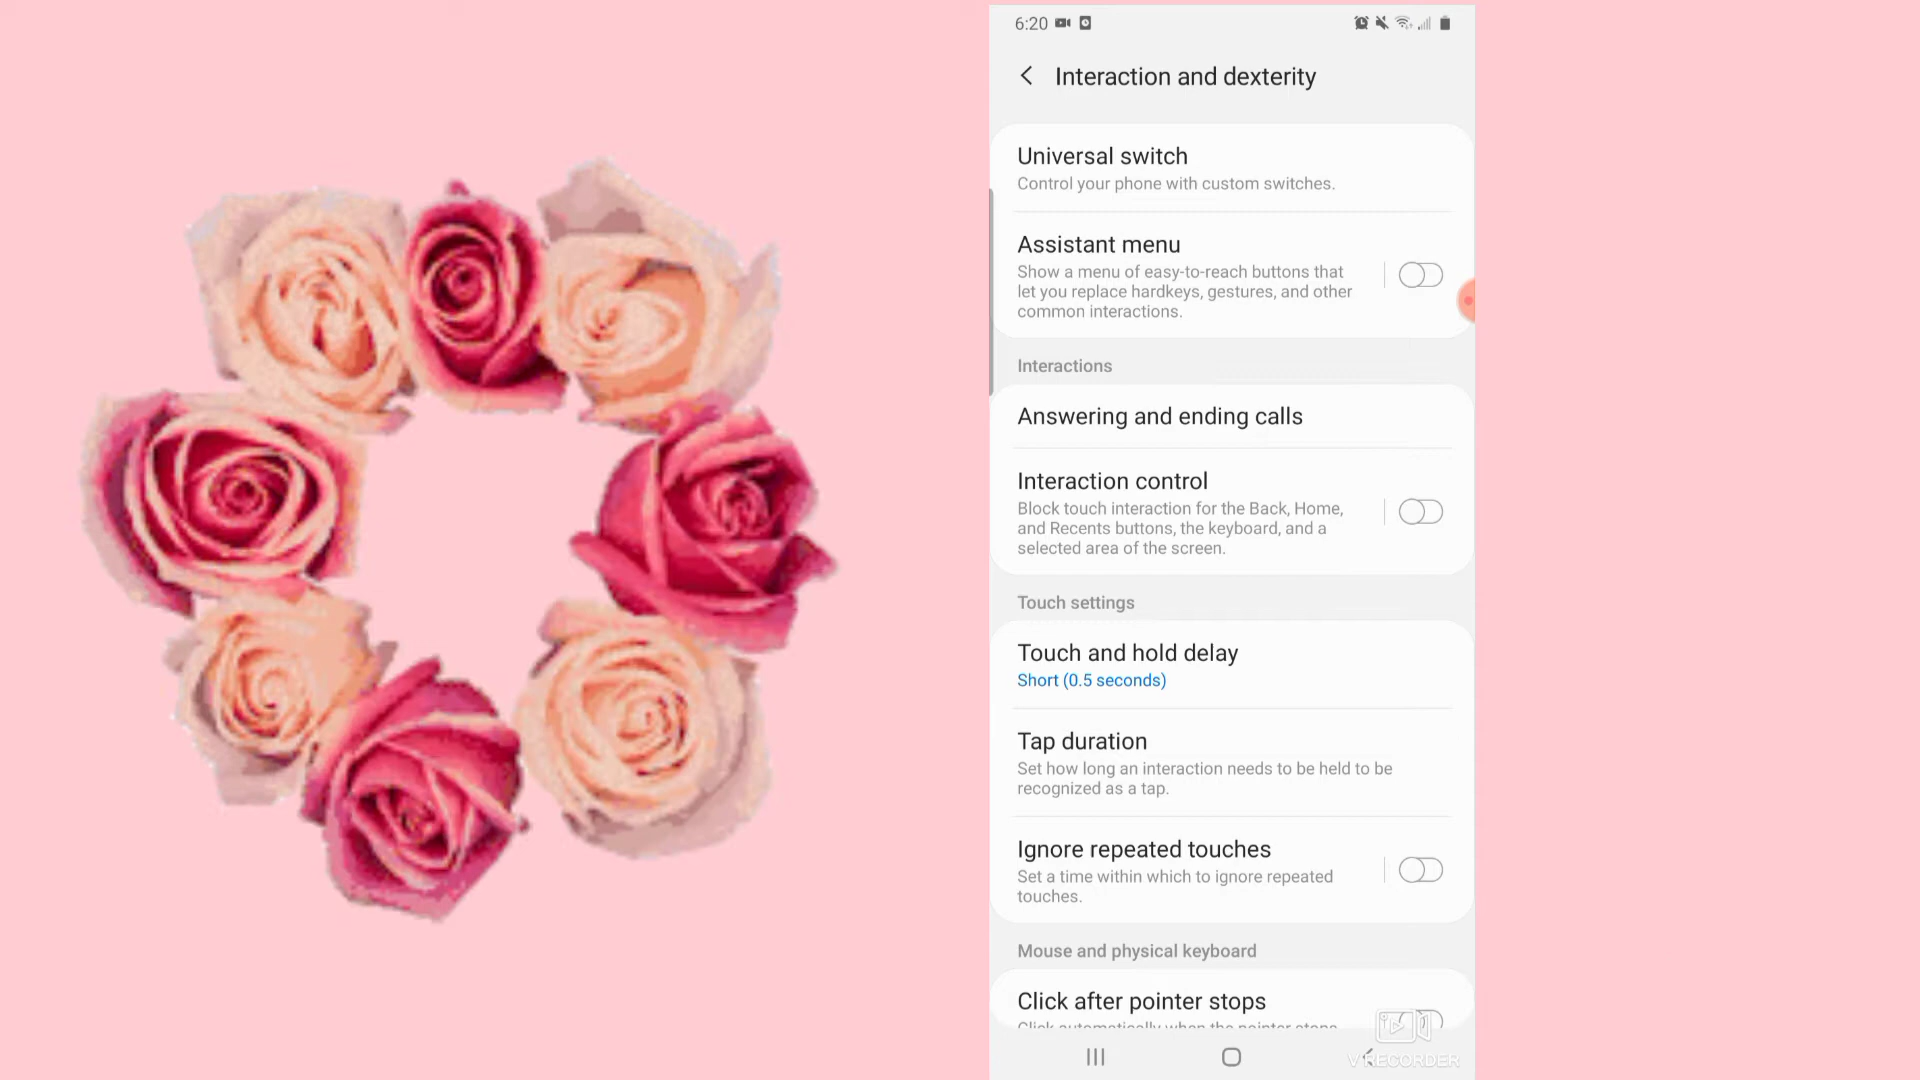 6:20
Interaction and dexterity
Universal switch
Control your phone with custom switches.
Assistant menu
Show a menu of easy-to-reach buttons that
let you replace hardkeys, gestures, and other
common interactions.
Interactions
Answering and ending calls
Interaction control
Block touch interaction for the Back, Home,
and Recents buttons, the keyboard, and a
selected area of the screen.
Touch settings
Touch and hold delay
Short (0.5 seconds)
Tap duration
Set how long an interaction needs to be held to be
recognized as a tap.
Ignore repeated touches
Set a time within which to ignore repeated
touches.
Mouse and physical keyboard
Click after pointer stops
Click automatically when the pointer stops
V RECORDER